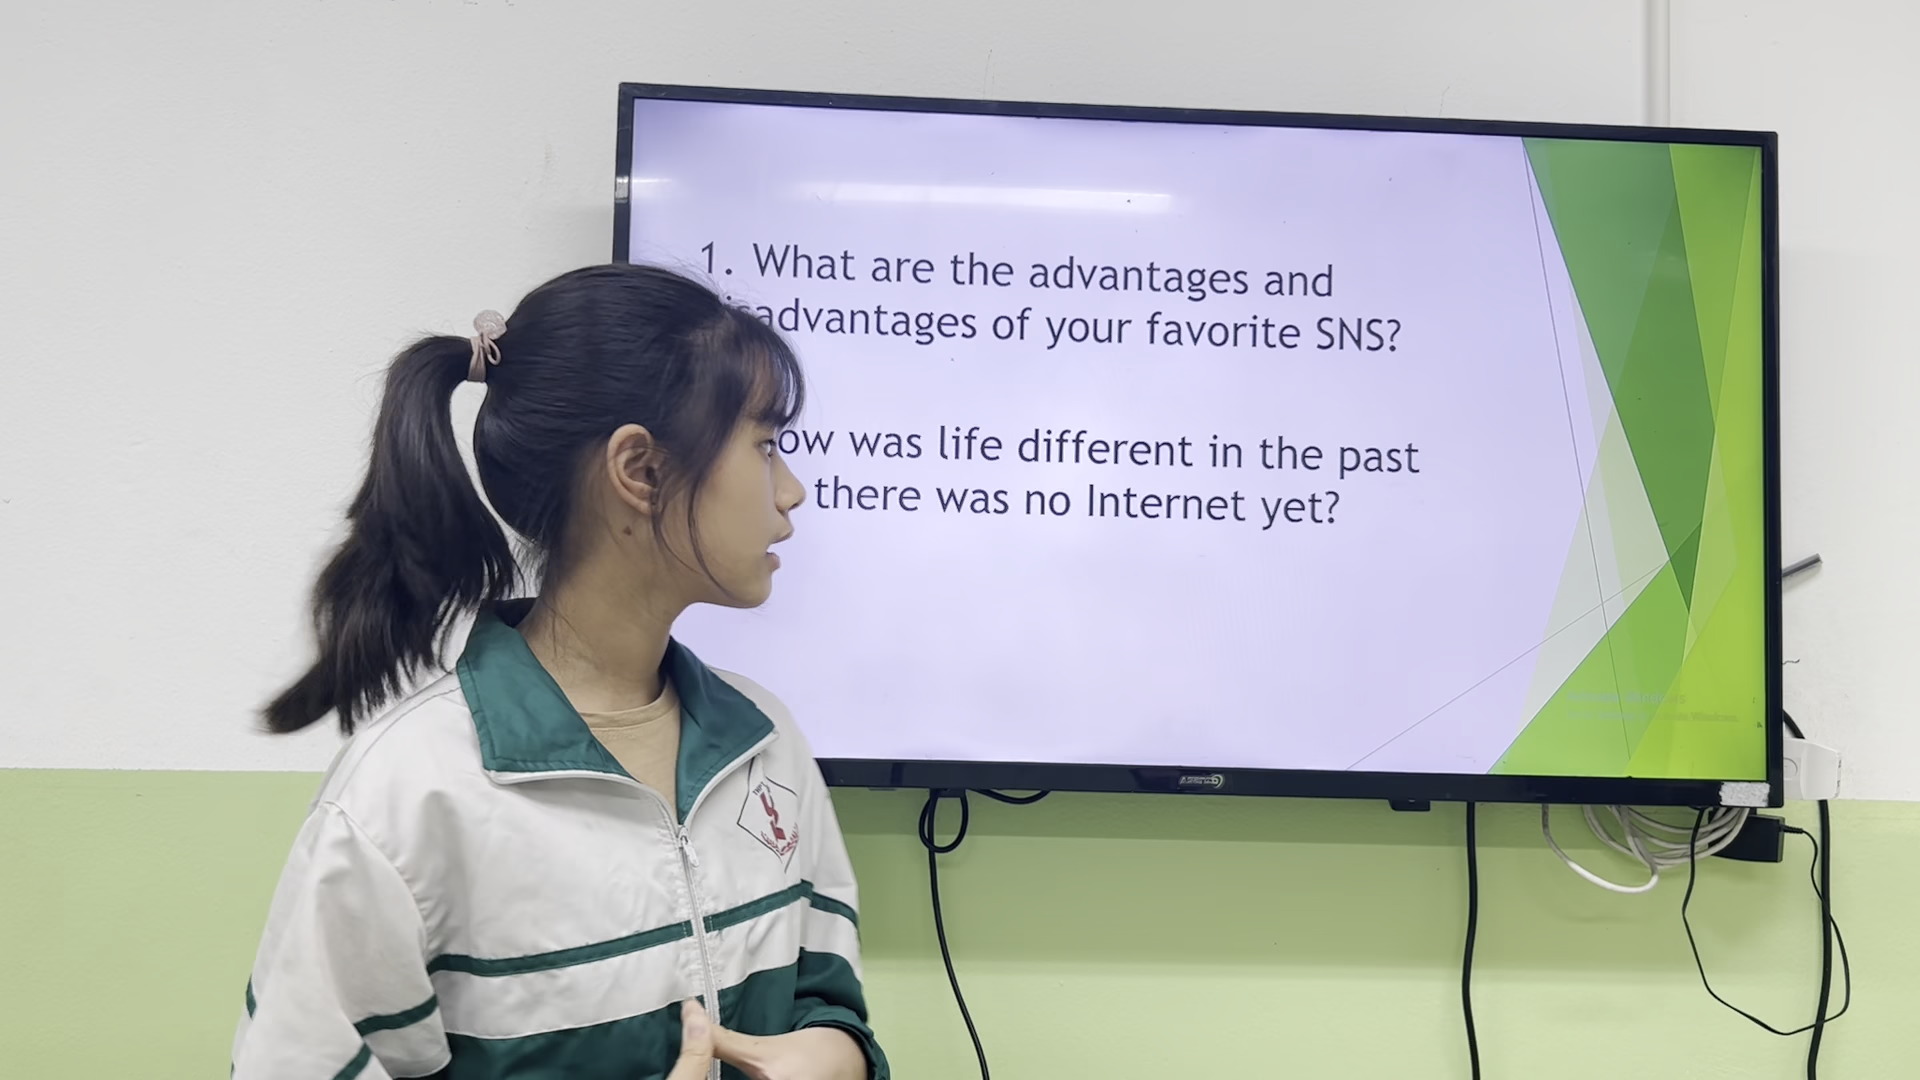 1. What are the advantages and
sadvantages of your favorite SNS?
ow was life different in the past
there was no Internet yet?